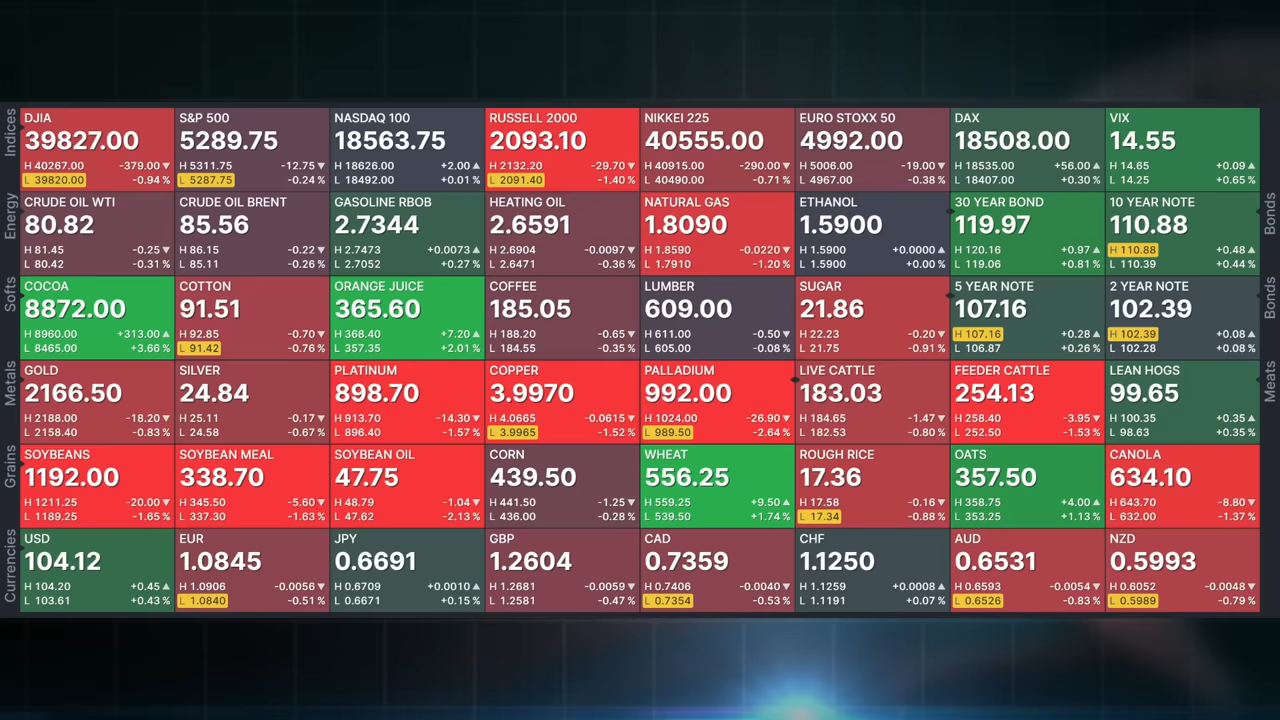 Indices
DJIA
39827.00
H 40267.00 -379.00▼
L 39820.00 -0.94 %
S&P 500
5289.75
H 5311.75 -12.75▼
L 5287.75 -0.24 %
NASDAQ 100
18563.75
H 18626.00 +2.00▲
L 18492.00 +0.01 %
RUSSELL 2000
2093.10
H 2132.20 -29.70▼
L 2091.40 -1.40 %
NIKKEI 225
40555.00
H 40915.00 -290.00▼
L 40490.00 -0.71 %
EURO STOXX 50
4992.00
H 5006.00 -19.00▼
L 4967.00 -0.38 %
DAX
18508.00
H 18535.00 +56.00▲
L 18407.00 +0.30 %
VIX
14.55
H 14.65 +0.09▲
L 14.25 +0.65 %
Energy
CRUDE OIL WTI
80.82
H 81.45 -0.25▼
L 80.42 -0.31 %
CRUDE OIL BRENT
85.56
H 86.15 -0.22▼
L 85.11 -0.26 %
GASOLINE RBOB
2.7344
H 2.7473 +0.0073▲
L 2.7052 +0.27 %
HEATING OIL
2.6591
H 2.6904 -0.0097▼
L 2.6471 -0.36 %
NATURAL GAS
1.8090
H 1.8590 -0.0220▼
L 1.7910 -1.20 %
ETHANOL
1.5900
H 1.5900 +0.0000▲
L 1.5900 +0.00 %
30 YEAR BOND
119.97
H 120.16 +0.97▲
L 119.06 +0.81 %
10 YEAR NOTE
110.88
H 110.88 +0.48▲
L 110.39 +0.44 %
Bonds
Softs
COCOA
8872.00
H 8960.00 +313.00▲
L 8465.00 +3.66 %
COTTON
91.51
H 92.85 -0.70▼
L 91.42 -0.76 %
ORANGE JUICE
365.60
H 368.40 +7.20▲
L 357.35 +2.01 %
COFFEE
185.05
H 188.20 -0.65▼
L 184.55 -0.35 %
LUMBER
609.00
H 611.00 -0.50▼
L 605.00 -0.08 %
SUGAR
21.86
H 22.23 -0.20▼
L 21.75 -0.91 %
5 YEAR NOTE
107.16
H 107.16 +0.28▲
L 106.87 +0.26 %
2 YEAR NOTE
102.39
H 102.39 +0.08▲
L 102.28 +0.08 %
Bonds
Metals
GOLD
2166.50
H 2188.00 -18.20▼
L 2158.40 -0.83 %
SILVER
24.84
H 25.11 -0.17▼
L 24.58 -0.67 %
PLATINUM
898.70
H 913.70 -14.30▼
L 896.40 -1.57 %
COPPER
3.9970
H 4.0665 -0.0615▼
L 3.9965 -1.52 %
PALLADIUM
992.00
H 1024.00 -26.90▼
L 989.50 -2.64 %
LIVE CATTLE
183.03
H 184.65 -1.47▼
L 182.53 -0.80 %
FEEDER CATTLE
254.13
H 258.40 -3.95▼
L 252.50 -1.53 %
LEAN HOGS
99.65
H 100.35 +0.35▲
L 98.63 +0.35 %
Meats
Grains
SOYBEANS
1192.00
H 1211.25 -20.00▼
L 1189.25 -1.65 %
SOYBEAN MEAL
338.70
H 345.50 -5.60▼
L 337.30 -1.63 %
SOYBEAN OIL
47.75
H 48.79 -1.04▼
L 47.62 -2.13 %
CORN
439.50
H 441.50 -1.25▼
L 436.00 -0.28 %
WHEAT
556.25
H 559.25 +9.50▲
L 539.50 +1.74 %
ROUGH RICE
17.36
H 17.58 -0.16▼
L 17.34 -0.88 %
OATS
357.50
H 358.75 +4.00▲
L 353.25 +1.13 %
CANOLA
634.10
H 643.70 -8.80▼
L 632.00 -1.37 %
Currencies
USD
104.12
H 104.20 +0.45▲
L 103.61 +0.43 %
EUR
1.0845
H 1.0906 -0.0056▼
L 1.0840 -0.51 %
JPY
0.6691
H 0.6709 +0.0010▲
L 0.6671 +0.15 %
GBP
1.2604
H 1.2681 -0.0059▼
L 1.2581 -0.47 %
CAD
0.7359
H 0.7406 -0.0040▼
L 0.7354 -0.53 %
CHF
1.1250
H 1.1259 +0.0008▲
L 1.1191 +0.07 %
AUD
0.6531
H 0.6593 -0.0054▼
L 0.6526 -0.83 %
NZD
0.5993
H 0.6052 -0.0048▼
L 0.5989 -0.79 %